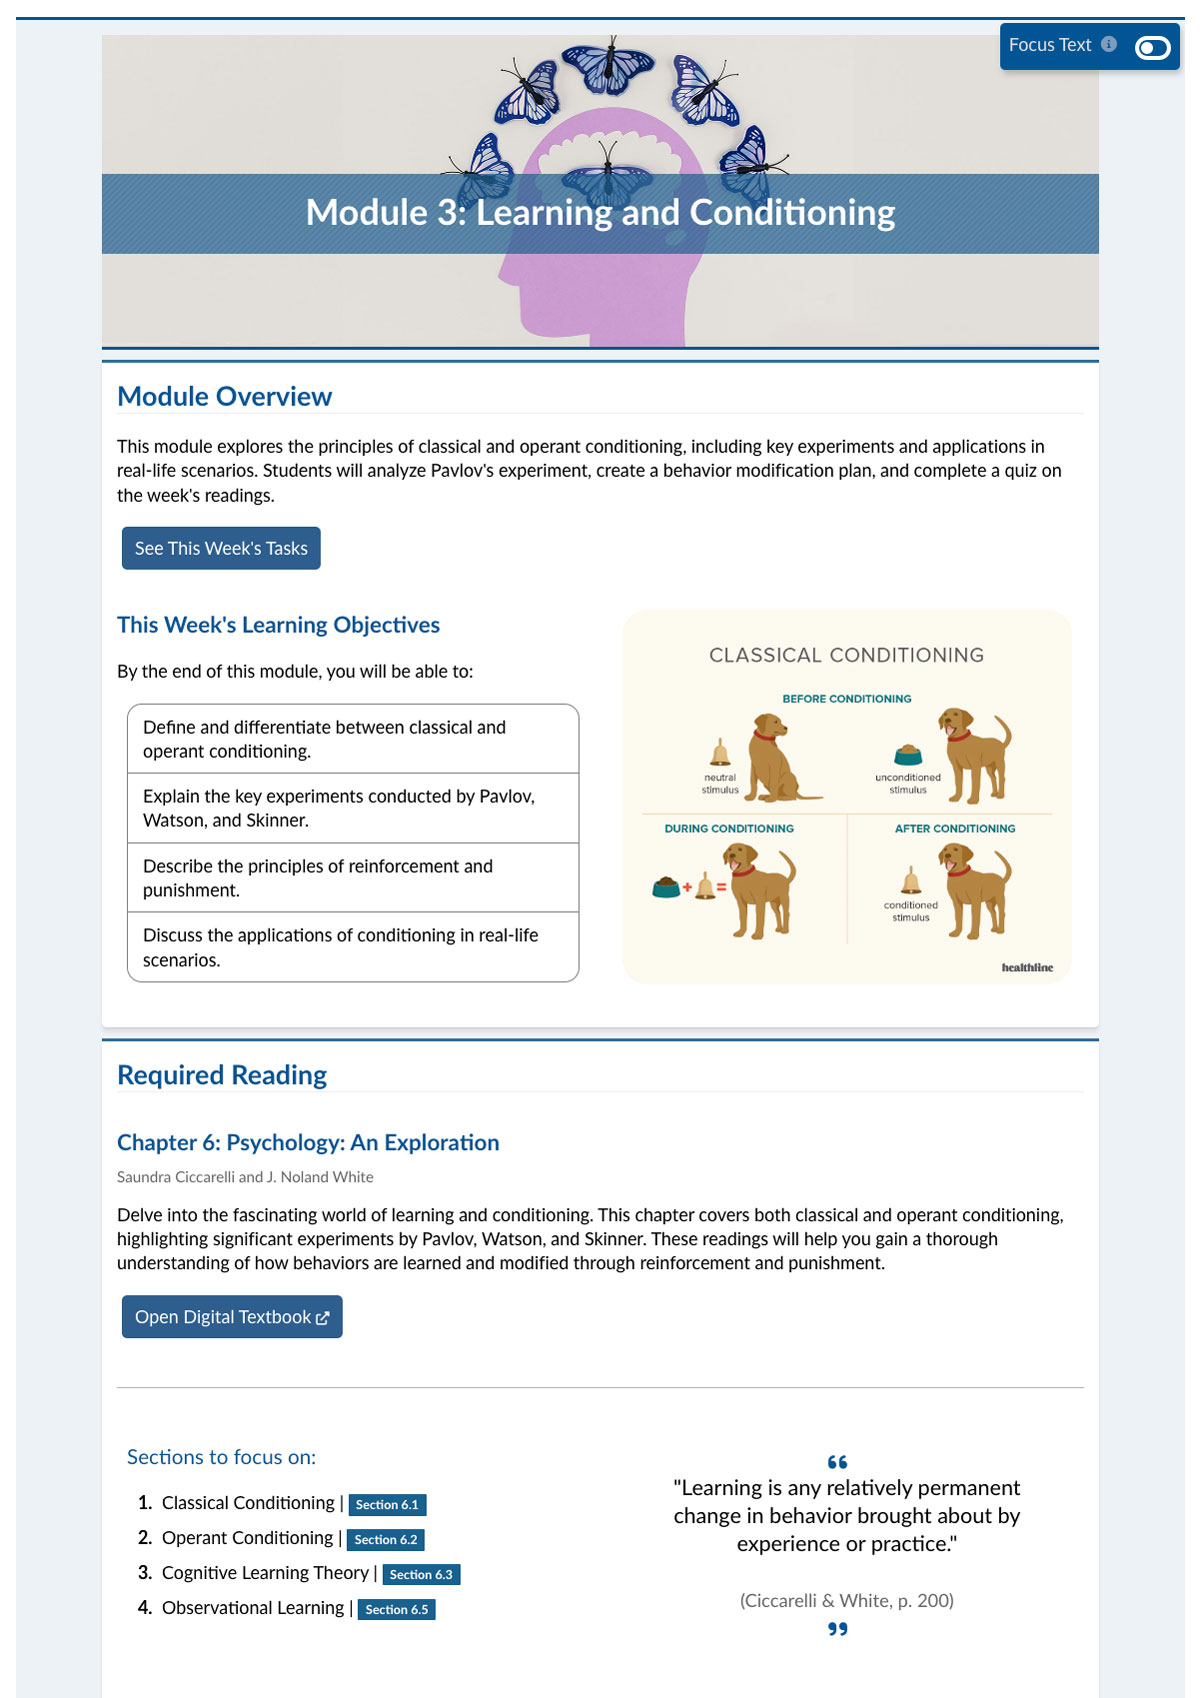 Focus Text
Module 3: Learning and Conditioning
Module Overview
This module explores the principles of classical and operant conditioning, including key experiments and applications in
real-life scenarios. Students will analyze Pavlov's experiment, create a behavior modification plan, and complete a quiz on
the week's readings.
See This Week's Tasks
This Week's Learning Objectives
By the end of this module, you will be able to:
Define and differentiate between classical and
operant conditioning.
Explain the key experiments conducted by Pavlov,
Watson, and Skinner.
Describe the principles of reinforcement and
punishment.
Discuss the applications of conditioning in real-life
scenarios.
CLASSICAL CONDITIONING
BEFORE CONDITIONING
neutral
stimulus
unconditioned
stimulus
DURING CONDITIONING
AFTER CONDITIONING
+ =
conditioned
stimulus
healthline
Required Reading
Chapter 6: Psychology: An Exploration
Saundra Ciccarelli and J. Noland White
Delve into the fascinating world of learning and conditioning. This chapter covers both classical and operant conditioning,
highlighting significant experiments by Pavlov, Watson, and Skinner. These readings will help you gain a thorough
understanding of how behaviors are learned and modified through reinforcement and punishment.
Open Digital Textbook
Sections to focus on:
1. Classical Conditioning | Section 6.1
2. Operant Conditioning | Section 6.2
3. Cognitive Learning Theory | Section 6.3
4. Observational Learning | Section 6.5
“
"Learning is any relatively permanent
change in behavior brought about by
experience or practice."
(Ciccarelli & White, p. 200)
”